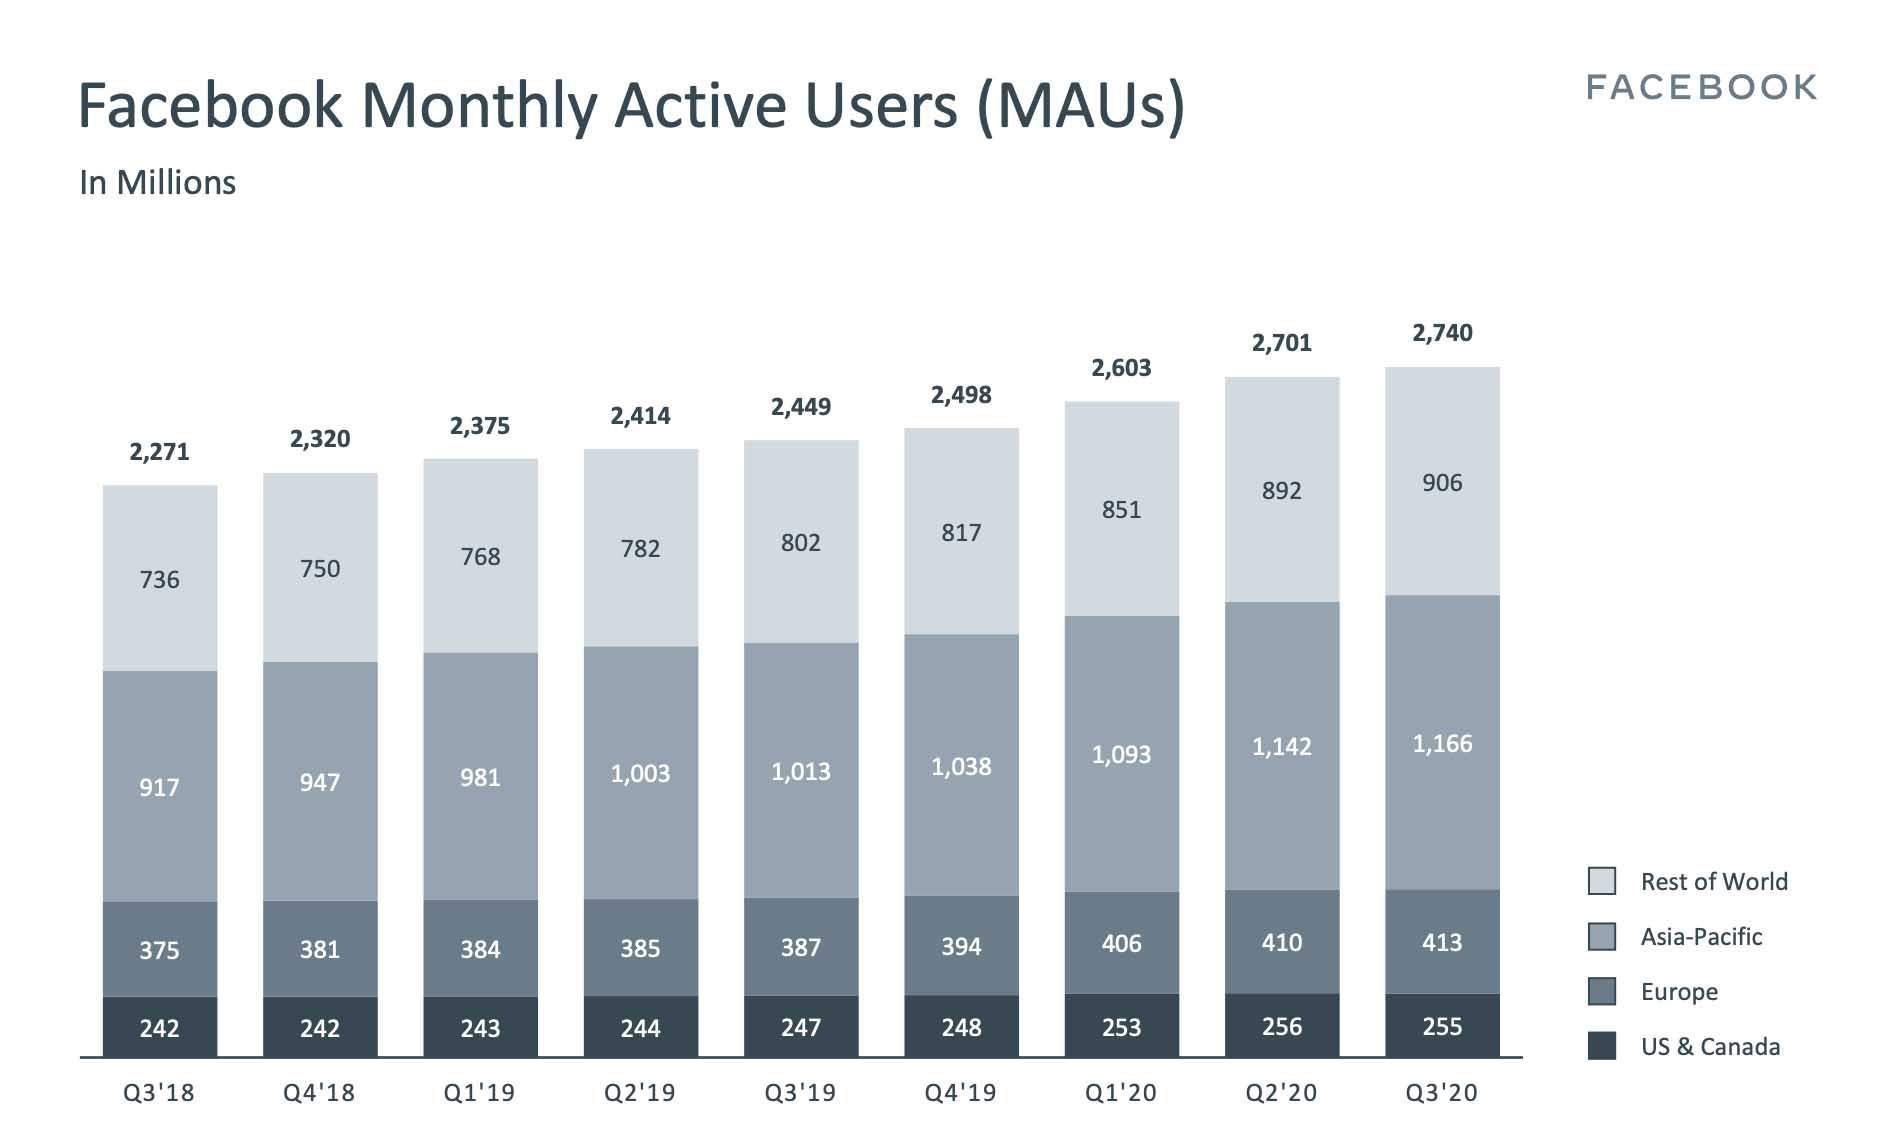 Facebook Monthly Active Users (MAUs)
FACEBOOK
In Millions
2,271
2,320
2,375
2,414
2,449
2,498
2,603
2,701
2,740
736
750
768
782
802
817
851
892
906
917
947
981
1,003
1,013
1,038
1,093
1,142
1,166
375
381
384
385
387
394
406
410
413
242
242
243
244
247
248
253
256
255
Q3'18
Q4'18
Q1'19
Q2'19
Q3'19
Q4'19
Q1'20
Q2'20
Q3'20
Rest of World
Asia-Pacific
Europe
US & Canada